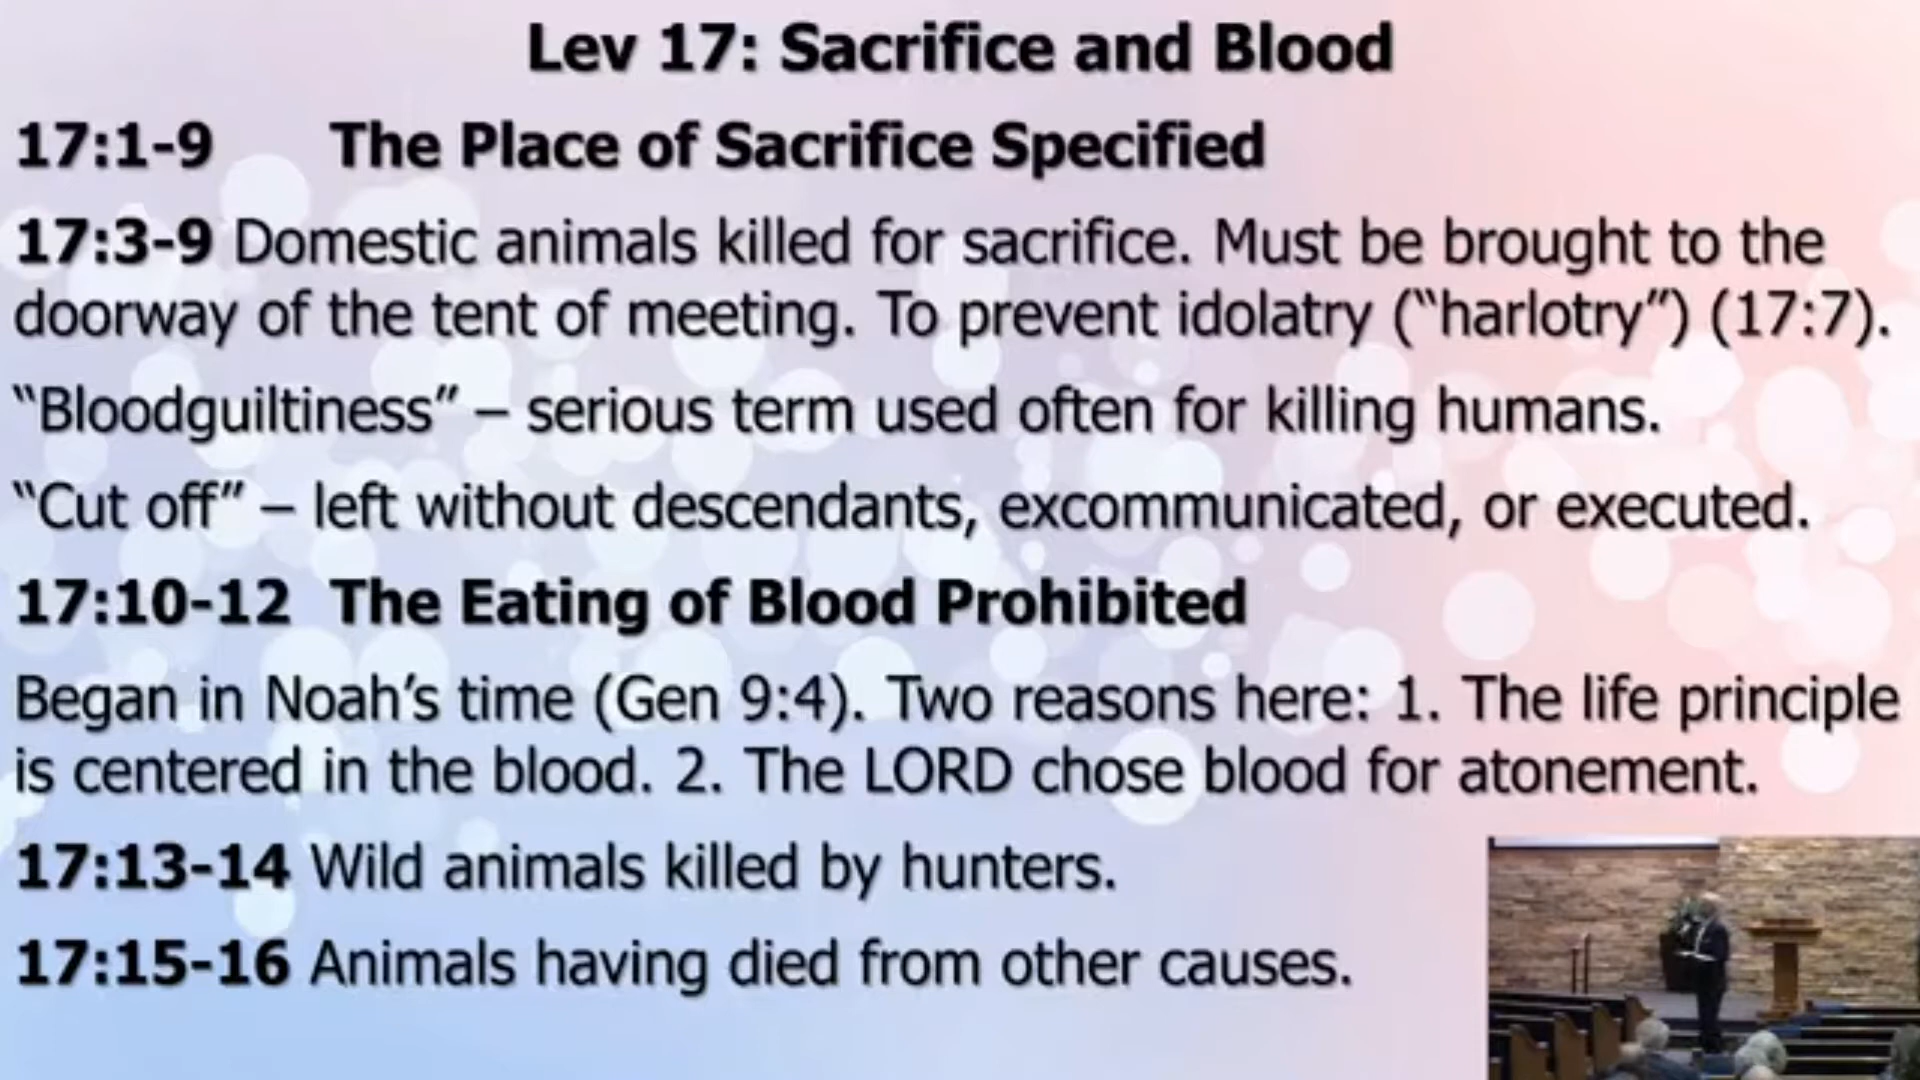 Lev 17: Sacrifice and Blood
17:1-9 The Place of Sacrifice Specified
17:3-9 Domestic animals killed for sacrifice. Must be brought to the
doorway of the tent of meeting. To prevent idolatry (“harlotry”) (17:7).
“Bloodguiltiness” – serious term used often for killing humans.
“Cut off” – left without descendants, excommunicated, or executed.
17:10-12 The Eating of Blood Prohibited
Began in Noah’s time (Gen 9:4). Two reasons here: 1. The life principle
is centered in the blood. 2. The LORD chose blood for atonement.
17:13-14 Wild animals killed by hunters.
17:15-16 Animals having died from other causes.